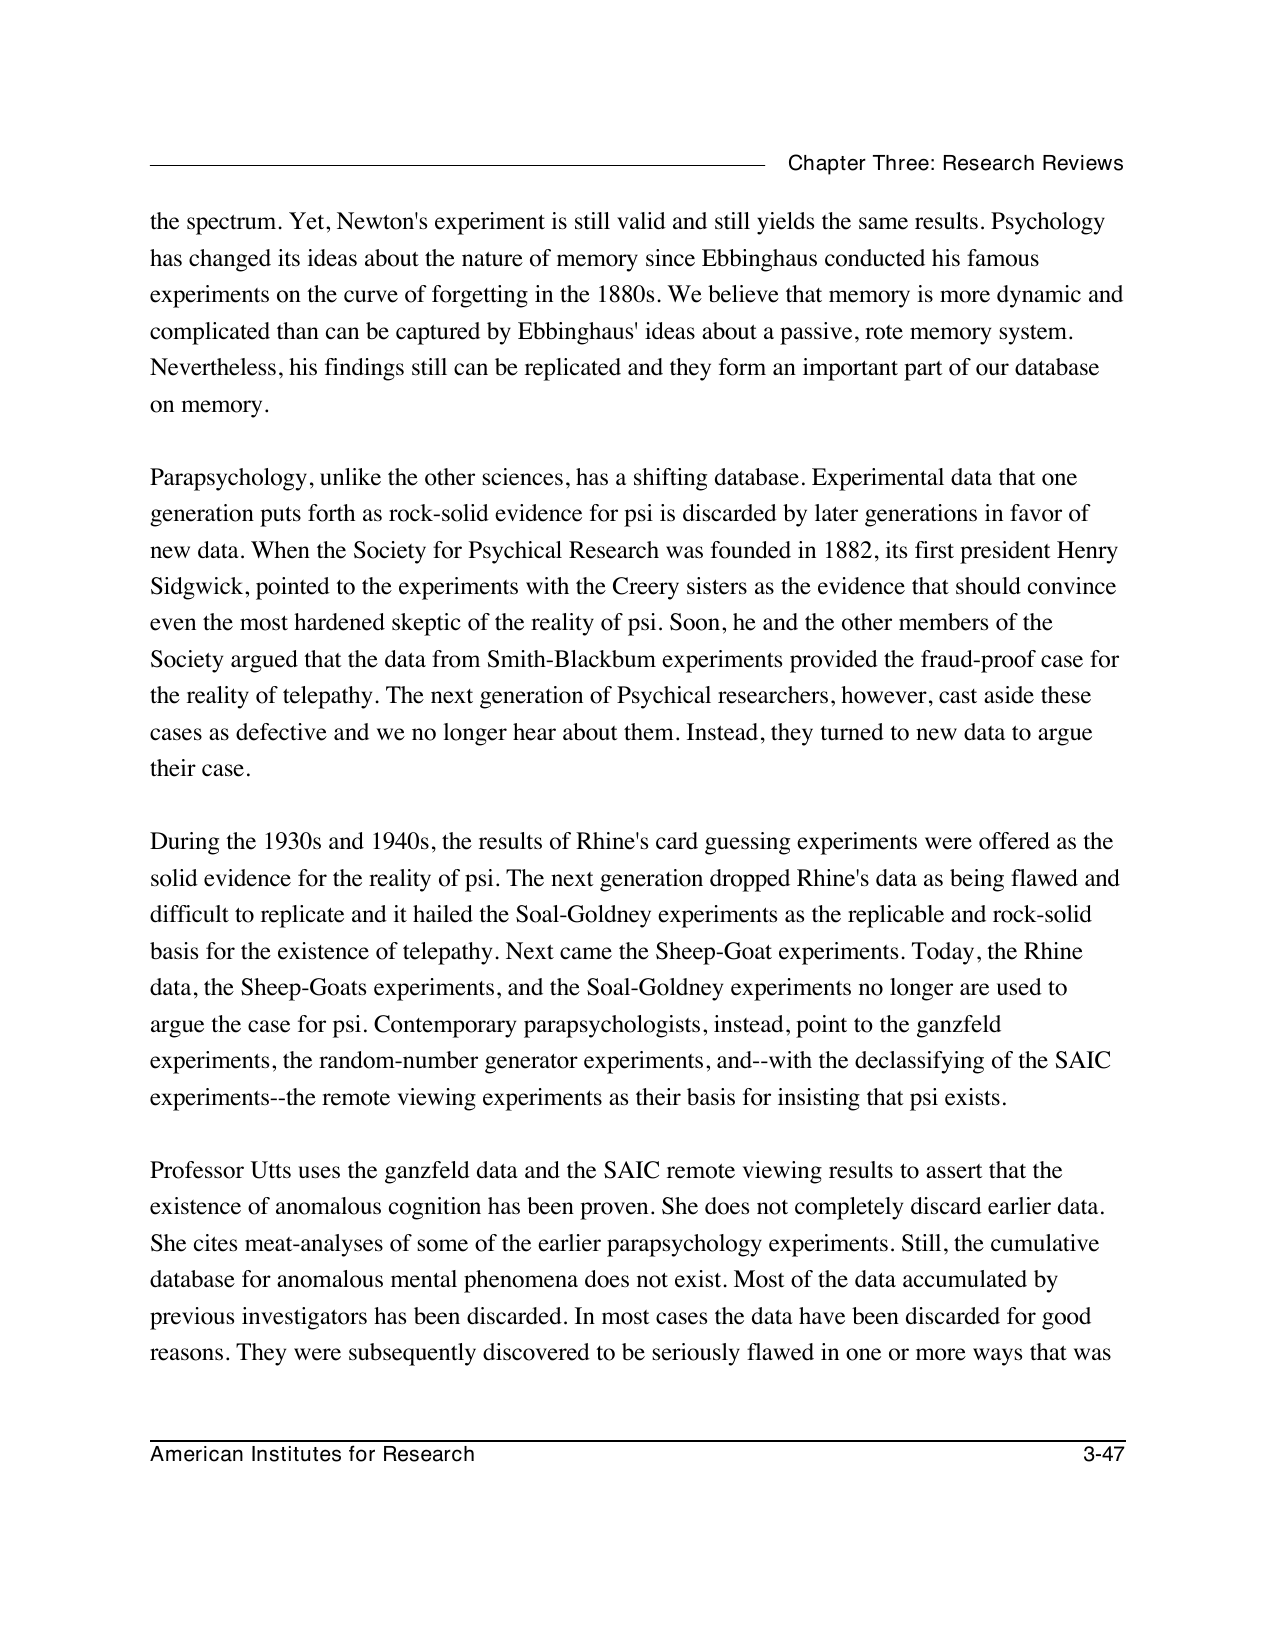 Chapter Three: Research Reviews
the spectrum. Yet, Newton's experiment is still valid and still yields the same results. Psychology
has changed its ideas about the nature of memory since Ebbinghaus conducted his famous
experiments on the curve of forgetting in the 1880s. We believe that memory is more dynamic and
complicated than can be captured by Ebbinghaus' ideas about a passive, rote memory system.
Nevertheless, his findings still can be replicated and they form an important part of our database
on memory.
Parapsychology, unlike the other sciences, has a shifting database. Experimental data that one
generation puts forth as rock-solid evidence for psi is discarded by later generations in favor of
new data. When the Society for Psychical Research was founded in 1882, its first president Henry
Sidgwick, pointed to the experiments with the Creery sisters as the evidence that should convince
even the most hardened skeptic of the reality of psi. Soon, he and the other members of the
Society argued that the data from Smith-Blackbum experiments provided the fraud-proof case for
the reality of telepathy. The next generation of Psychical researchers, however, cast aside these
cases as defective and we no longer hear about them. Instead, they turned to new data to argue
their case.
During the 1930s and 1940s, the results of Rhine's card guessing experiments were offered as the
solid evidence for the reality of psi. The next generation dropped Rhine's data as being flawed and
difficult to replicate and it hailed the Soal-Goldney experiments as the replicable and rock-solid
basis for the existence of telepathy. Next came the Sheep-Goat experiments. Today, the Rhine
data, the Sheep-Goats experiments, and the Soal-Goldney experiments no longer are used to
argue the case for psi. Contemporary parapsychologists, instead, point to the ganzfeld
experiments, the random-number generator experiments, and--with the declassifying of the SAIC
experiments--the remote viewing experiments as their basis for insisting that psi exists.
Professor Utts uses the ganzfeld data and the SAIC remote viewing results to assert that the
existence of anomalous cognition has been proven. She does not completely discard earlier data.
She cites meat-analyses of some of the earlier parapsychology experiments. Still, the cumulative
database for anomalous mental phenomena does not exist. Most of the data accumulated by
previous investigators has been discarded. In most cases the data have been discarded for good
reasons. They were subsequently discovered to be seriously flawed in one or more ways that was
American Institutes for Research 3-47